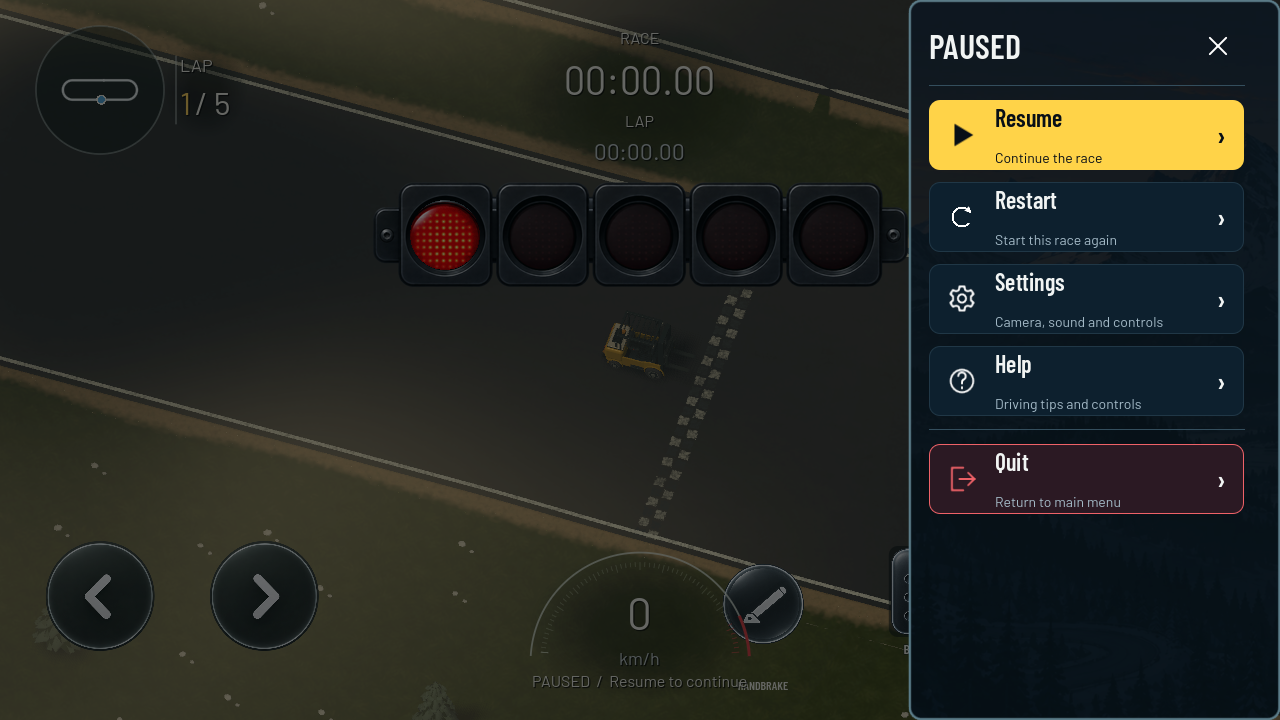 RACE
00:00.00
LAP
00:00.00
LAP
1/ 5
0
km/h
PAUSED / Resume to continue
PAUSED
Resume
Continue the race
Restart
Start this race again
Settings
Camera, sound and controls
Help
Driving tips and controls
Quit
Return to main menu